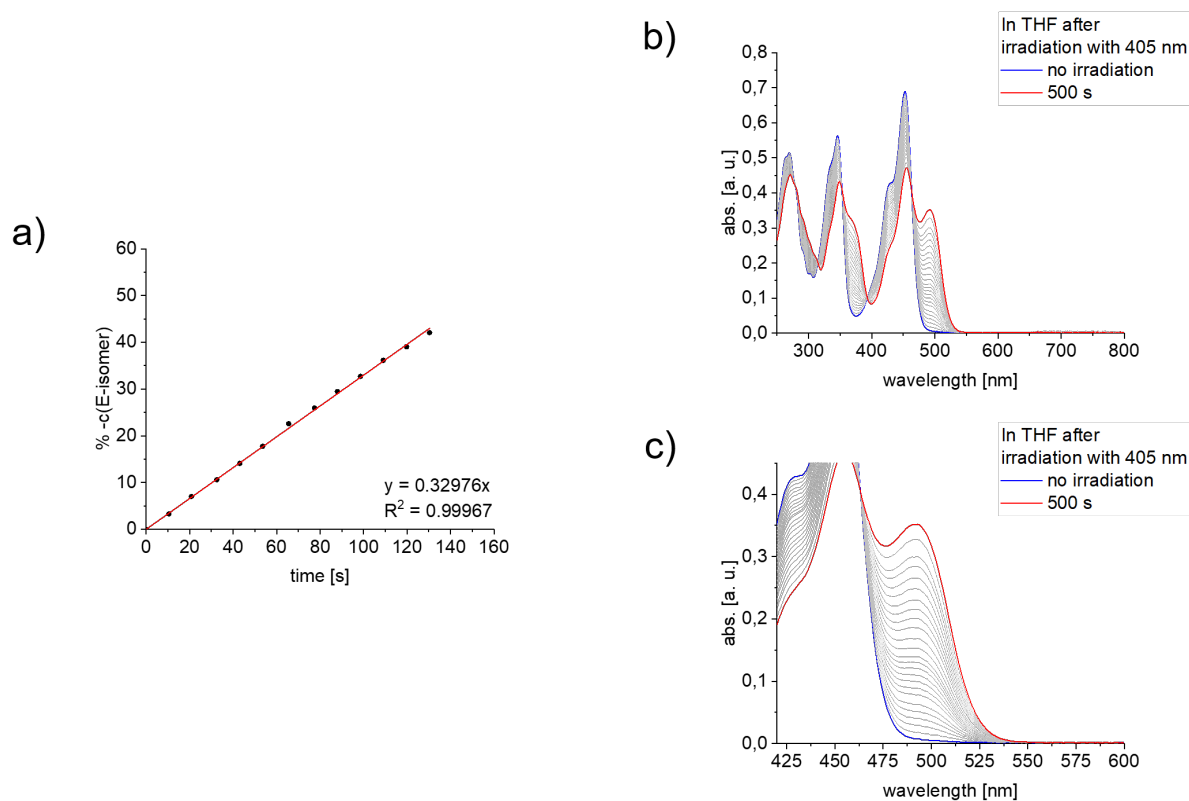 a)
% -c(E-isomer)
60
50
40
30
20
10
0
0 20 40 60 80 100 120 140 160
time [s]
y = 0.32976x
R² = 0.99967
b)
abs. [a. u.]
0,8
0,7
0,6
0,5
0,4
0,3
0,2
0,1
0,0
300 400 500 600 700 800
wavelength [nm]
In THF after
irradiation with 405 nm
no irradiation
500 s
c)
abs. [a. u.]
0,4
0,3
0,2
0,1
0,0
425 450 475 500 525 550 575 600
wavelength [nm]
In THF after
irradiation with 405 nm
no irradiation
500 s